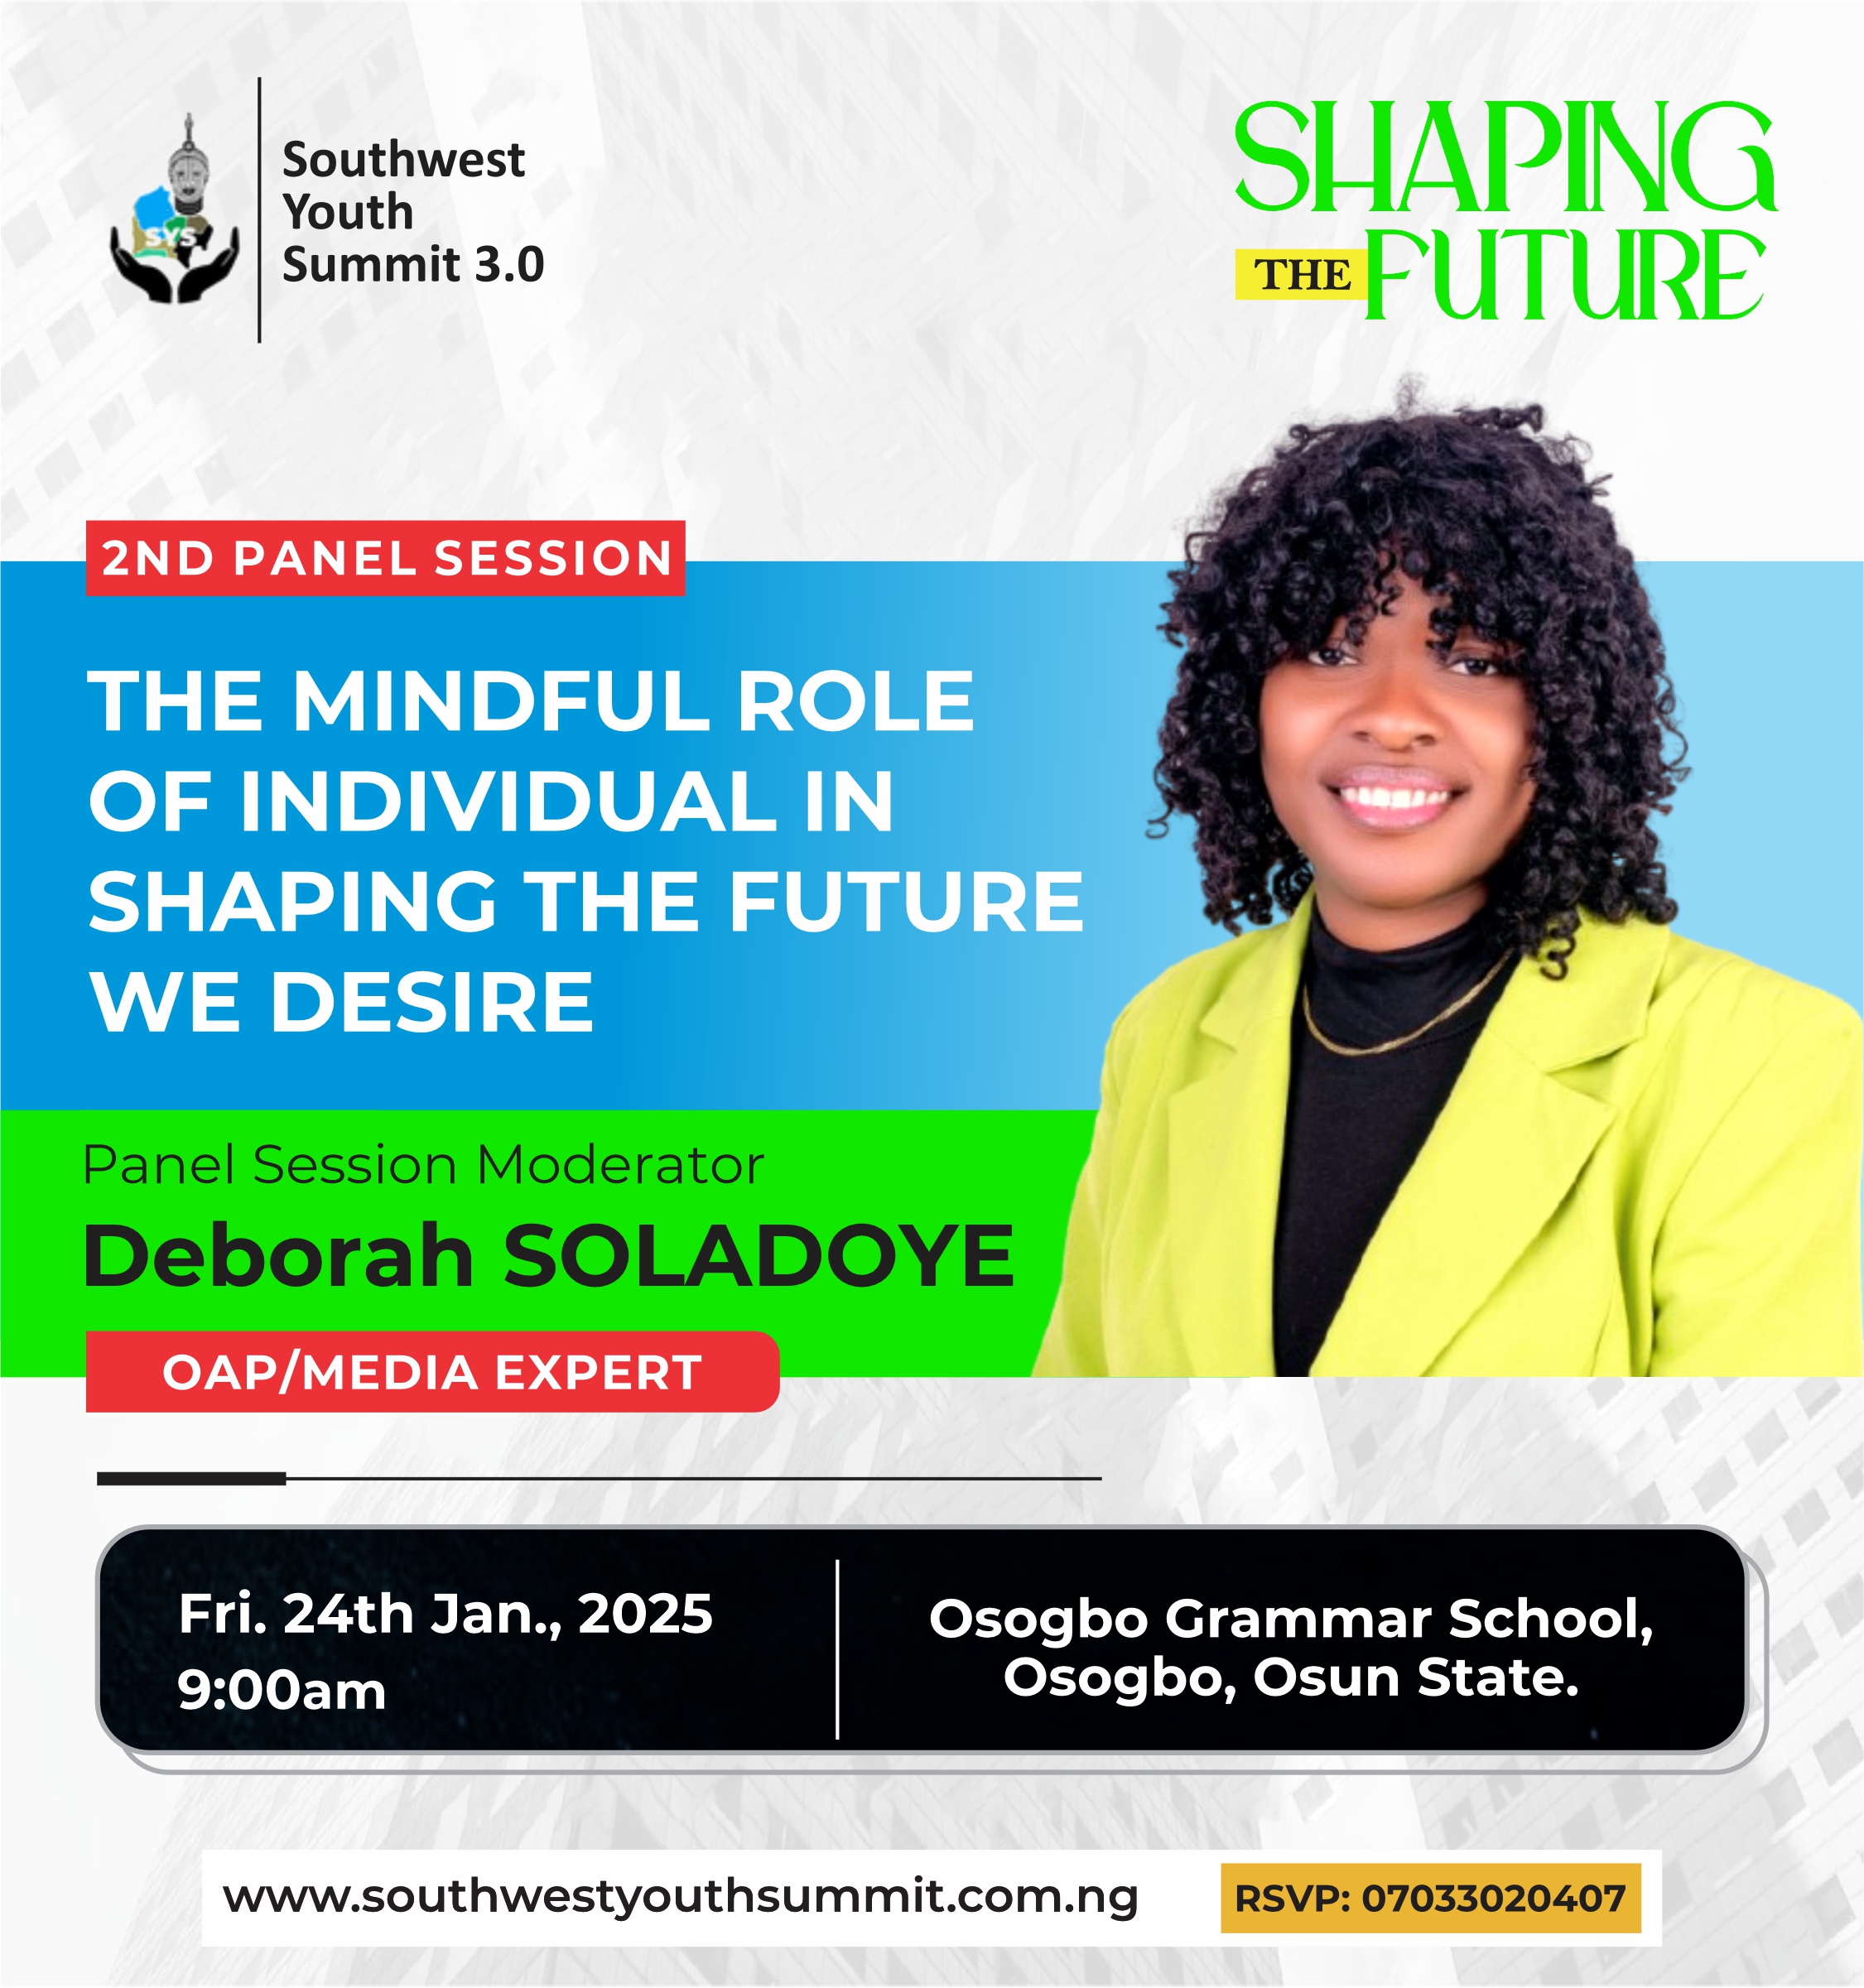 Southwest
Youth
Summit 3.0
SYS
SHAPING
THE FUTURE
2ND PANEL SESSION
THE MINDFUL ROLE
OF INDIVIDUAL IN
SHAPING THE FUTURE
WE DESIRE
Panel Session Moderator
Deborah SOLADOYE
OAP/MEDIA EXPERT
Fri. 24th Jan., 2025
9:00am
Osogbo Grammar School,
Osogbo, Osun State.
www.southwestyouthsummit.com.ng
RSVP: 07033020407